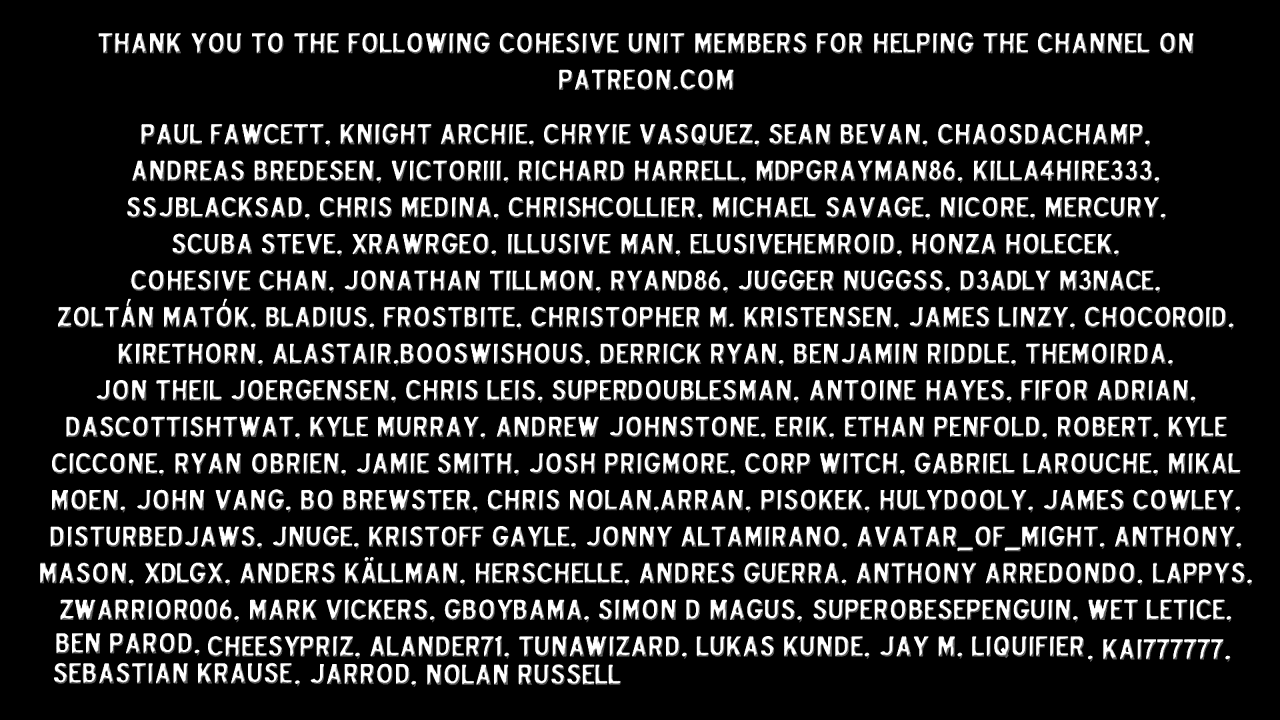 THANK YOU TO THE FOLLOWING COHESIVE UNIT MEMBERS FOR HELPING THE CHANNEL ON
PATREON.COM
PAUL FAWCETT, KNIGHT ARCHIE, CHRYIE VASQUEZ, SEAN BEVAN, CHAOSDACHAMP,
ANDREAS BREDESEN, VICTORIII, RICHARD HARRELL, MDPGRAYMAN86, KILLA4HIRE333,
SSJBLACKSAD, CHRIS MEDINA, CHRISHCOLLIER, MICHAEL SAVAGE, NICORE, MERCURY,
SCUBA STEVE, XRAWRGEO, ILLUSIVE MAN, ELUSIVEHEMROID, HONZA HOLECEK,
COHESIVE CHAN, JONATHAN TILLMON, RYAND86, JUGGER NUGGSS, D3ADLY M3NACE,
ZOLTÁN MATÓK, BLADIUS, FROSTBITE, CHRISTOPHER M. KRISTENSEN, JAMES LINZY, CHOCOROID,
KIRETHORN, ALASTAIR,BOOSWISHOUS, DERRICK RYAN, BENJAMIN RIDDLE, THEMOIRDA,
JON THEIL JOERGENSEN, CHRIS LEIS, SUPERDOUBLESMAN, ANTOINE HAYES, FIFOR ADRIAN,
DASCOTTISHTWAT, KYLE MURRAY, ANDREW JOHNSTONE, ERIK, ETHAN PENFOLD, ROBERT, KYLE
CICCONE, RYAN OBRIEN, JAMIE SMITH, JOSH PRIGMORE, CORP WITCH, GABRIEL LAROUCHE, MIKAL
MOEN, JOHN VANG, BO BREWSTER, CHRIS NOLAN,ARRAN, PISOKEK, HULYDOOLY, JAMES COWLEY,
DISTURBEDJAWS, JNUGE, KRISTOFF GAYLE, JONNY ALTAMIRANO, AVATAR_OF_MIGHT, ANTHONY,
MASON, XDLGX, ANDERS KÄLLMAN, HERSCHELLE, ANDRES GUERRA, ANTHONY ARREDONDO, LAPPYS,
ZWARRIOR006, MARK VICKERS, GBOYBAMA, SIMON D MAGUS, SUPEROBESEPENGUIN, WET LETICE,
BEN PAROD, CHEESYPRIZ, ALANDER71, TUNAWIZARD, LUKAS KUNDE, JAY M, LIQUIFIER, KAI777777,
SEBASTIAN KRAUSE, JARROD, NOLAN RUSSELL